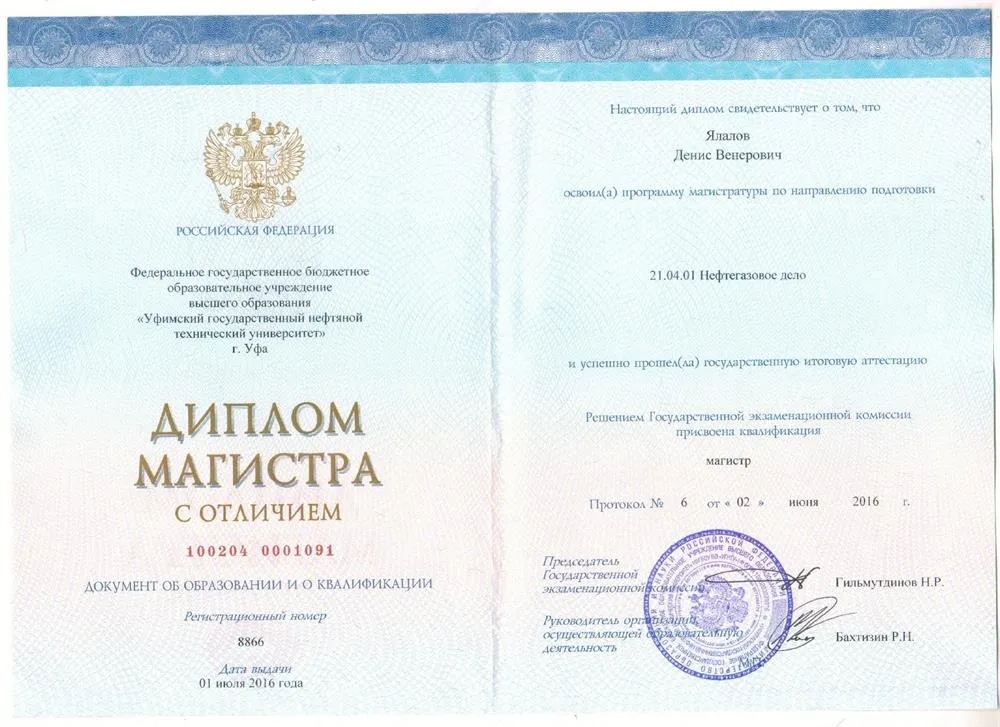 РОССИЙСКАЯ ФЕДЕРАЦИЯ
Федеральное государственное бюджетное
образовательное учреждение
высшего образования
«Уфимский государственный нефтяной
технический университет»
г. Уфа
ДИПЛОМ
МАГИСТРА
С ОТЛИЧИЕМ
100204 0001091
ДОКУМЕНТ ОБ ОБРАЗОВАНИИ И О КВАЛИФИКАЦИИ
Регистрационный номер
8866
Дата выдачи
01 июля 2016 года
Настоящий диплом свидетельствует о том, что
Ялалов
Денис Венерович
освоил(а) программу магистратуры по направлению подготовки
21.04.01 Нефтегазовое дело
и успешно прошел(ла) государственную итоговую аттестацию
Решением Государственной экзаменационной комиссии
присвоена квалификация
магистр
Протокол № 6 от « 02 » июня 2016 г.
Председатель
Государственной
экзаменационной комиссии
Гильмутдинов Н.Р.
Руководитель организации,
осуществляющей образовательную
деятельность
Бахтизин Р.Н.